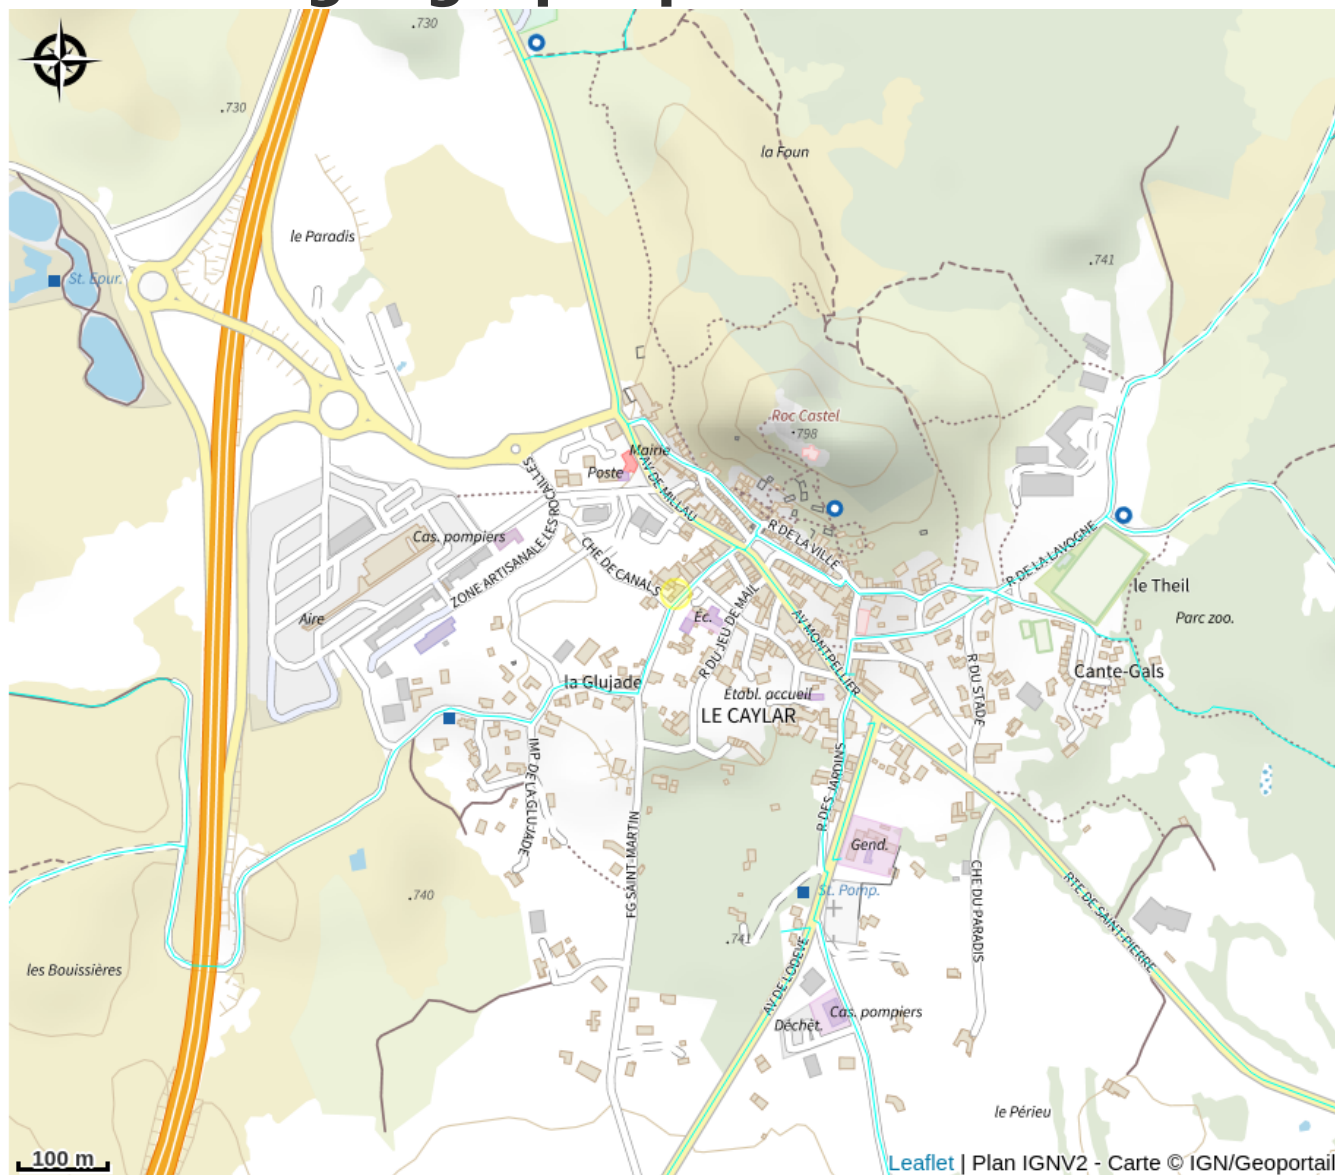 .730
.730
la Foun
le Paradis
.741
St. Epur.
Roc Castel
.798
Mairie
Poste
AV DE MILLAU
ZONE ARTISANALE LES ROCAILLES
Cas. pompiers
R DE LA VILLE
CHE DE CANALS
R DE LA LAVOGNE
le Theil
Parc zoo.
Aire
Éc.
R DU JEU DE MAIL
AV MONTPELLIER
la Glujade
Cante-Gals
Établ. accueil
R DU STADE
LE CAYLAR
IMP DE LA GLUJADE
R DES JARDINS
FG SAINT-MARTIN
Gend.
St. Pomp.
.740
CHE DU PARADIS
RTE DE SAINT-PIERRE
.741
les Bouissières
AV DE LODEVE
Cas. pompiers
Déchèt.
le Périeu
100 m
Leaflet | Plan IGNV2 - Carte © IGN/Geoportail